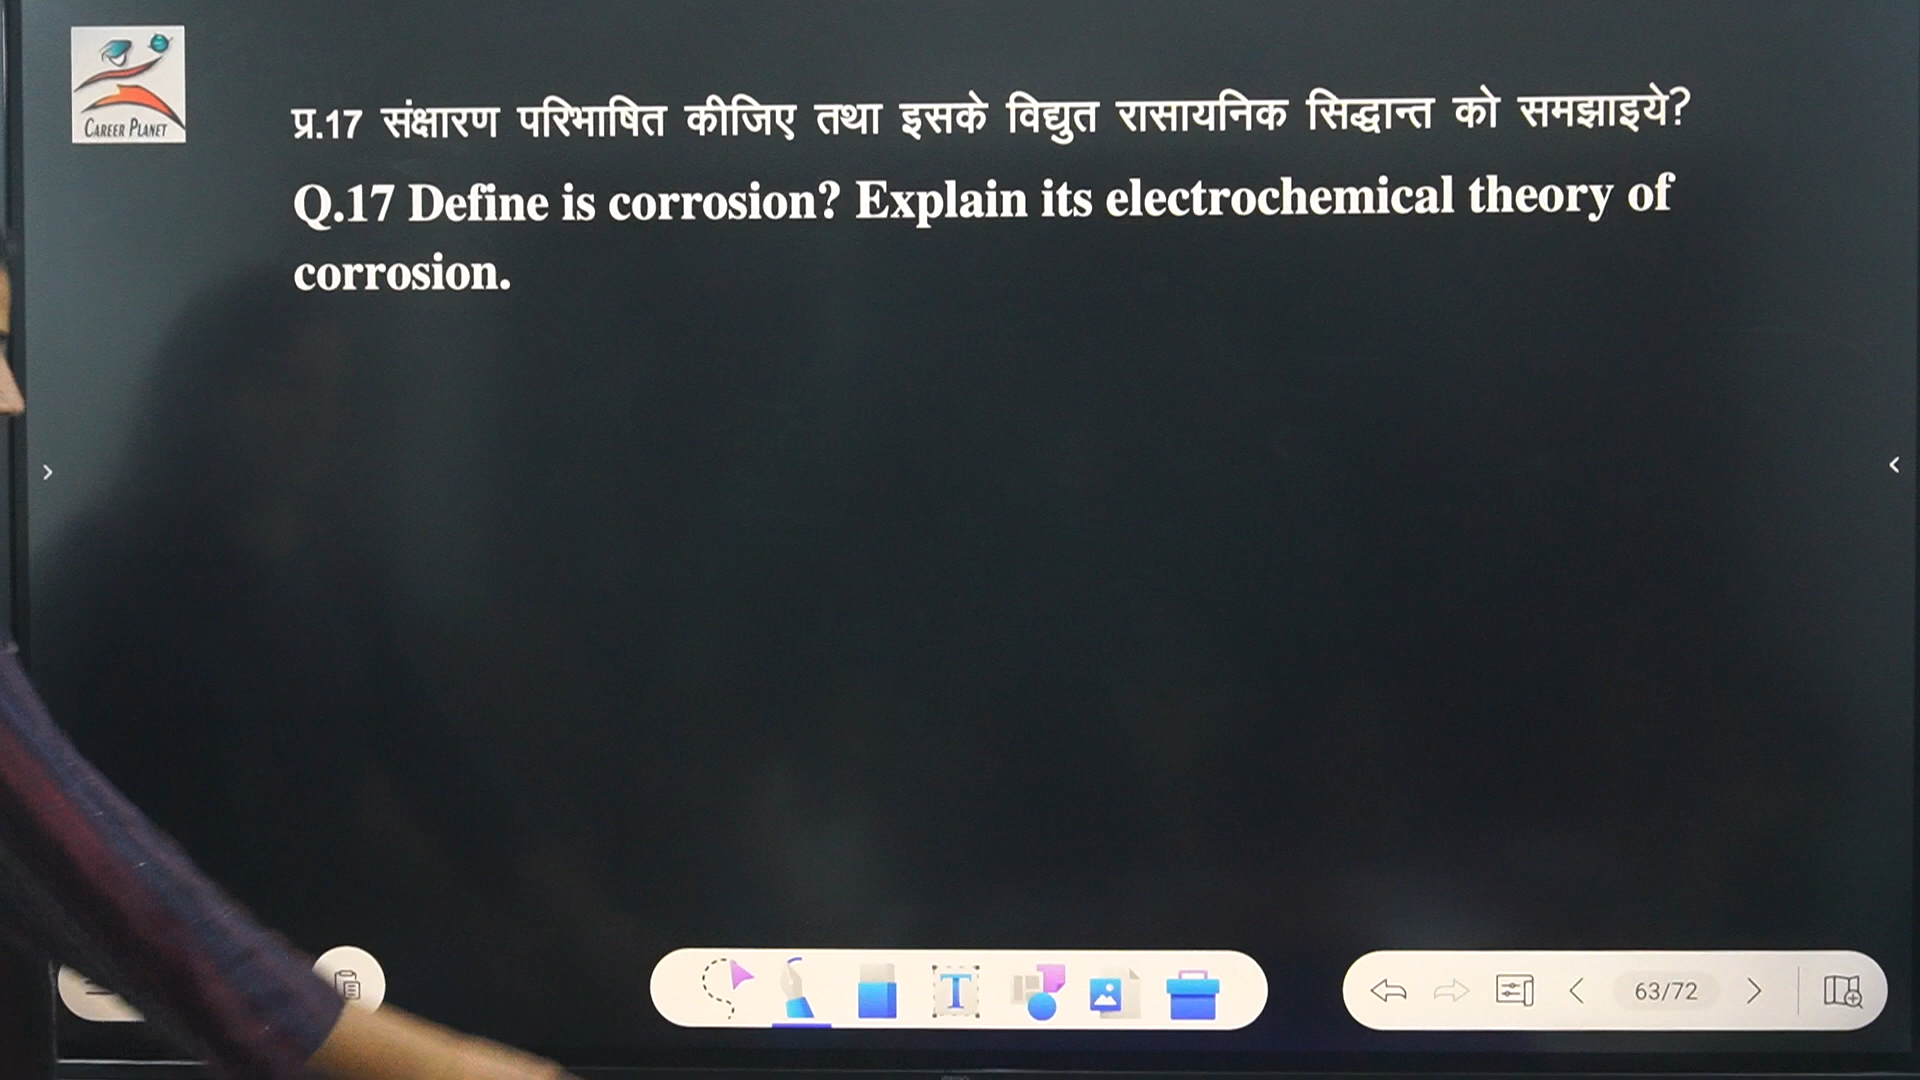 CAREER PLANET
प्र.17 संक्षारण परिभाषित कीजिए तथा इसके विद्युत रासायनिक सिद्धान्त को समझाइये?
Q.17 Define is corrosion? Explain its electrochemical theory of
corrosion.
T
63/72